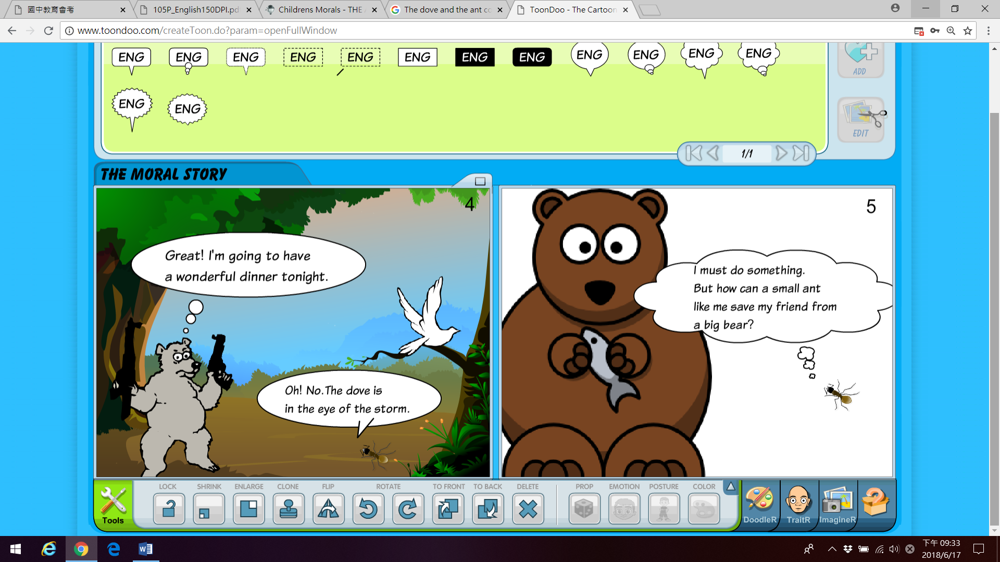 國中教育會考
105P_English150DPI.pd
Childrens Morals - THE
The dove and the ant co
ToonDoo - The Cartoon
www.toondoo.com/createToon.do?param=openFullWindow
ENG ENG ENG ENG ENG ENG ENG ENG ENG ENG ENG ENG
ADD
ENG ENG
EDIT
1/1
THE MORAL STORY
4
Great! I'm going to have
a wonderful dinner tonight.
Oh! No.The dove is
in the eye of the storm.
5
I must do something.
But how can a small ant
like me save my friend from
a big bear?
Tools
LOCK SHRINK ENLARGE CLONE FLIP ROTATE TO FRONT TO BACK DELETE PROP EMOTION POSTURE COLOR
DoodleR TraitR ImagineR
下午 09:33
2018/6/17